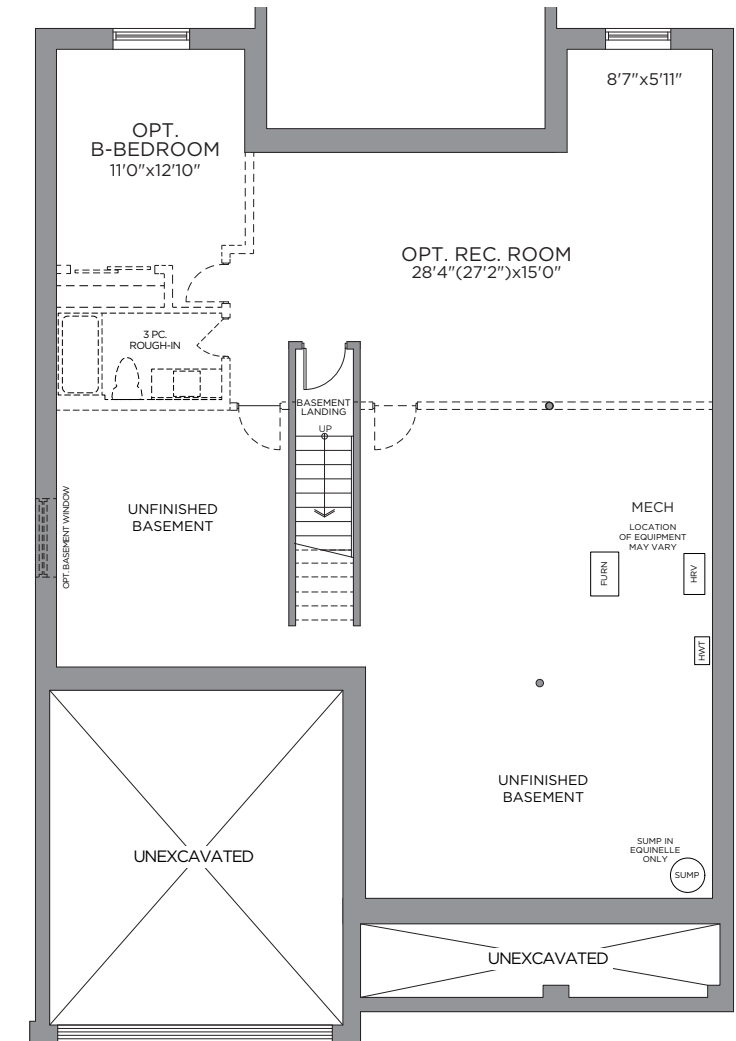 8'7"x5'11"
OPT.
B-BEDROOM
11'0"x12'10"
OPT. REC. ROOM
28'4"(27'2")x15'0"
3 PC.
ROUGH-IN
BASEMENT
LANDING
UP
OPT. BASEMENT WINDOW
UNFINISHED
BASEMENT
MECH
LOCATION
OF EQUIPMENT
MAY VARY
FURN
HRV
HWT
UNFINISHED
BASEMENT
SUMP IN
EQUINELLE
ONLY
SUMP
UNEXCAVATED
UNEXCAVATED